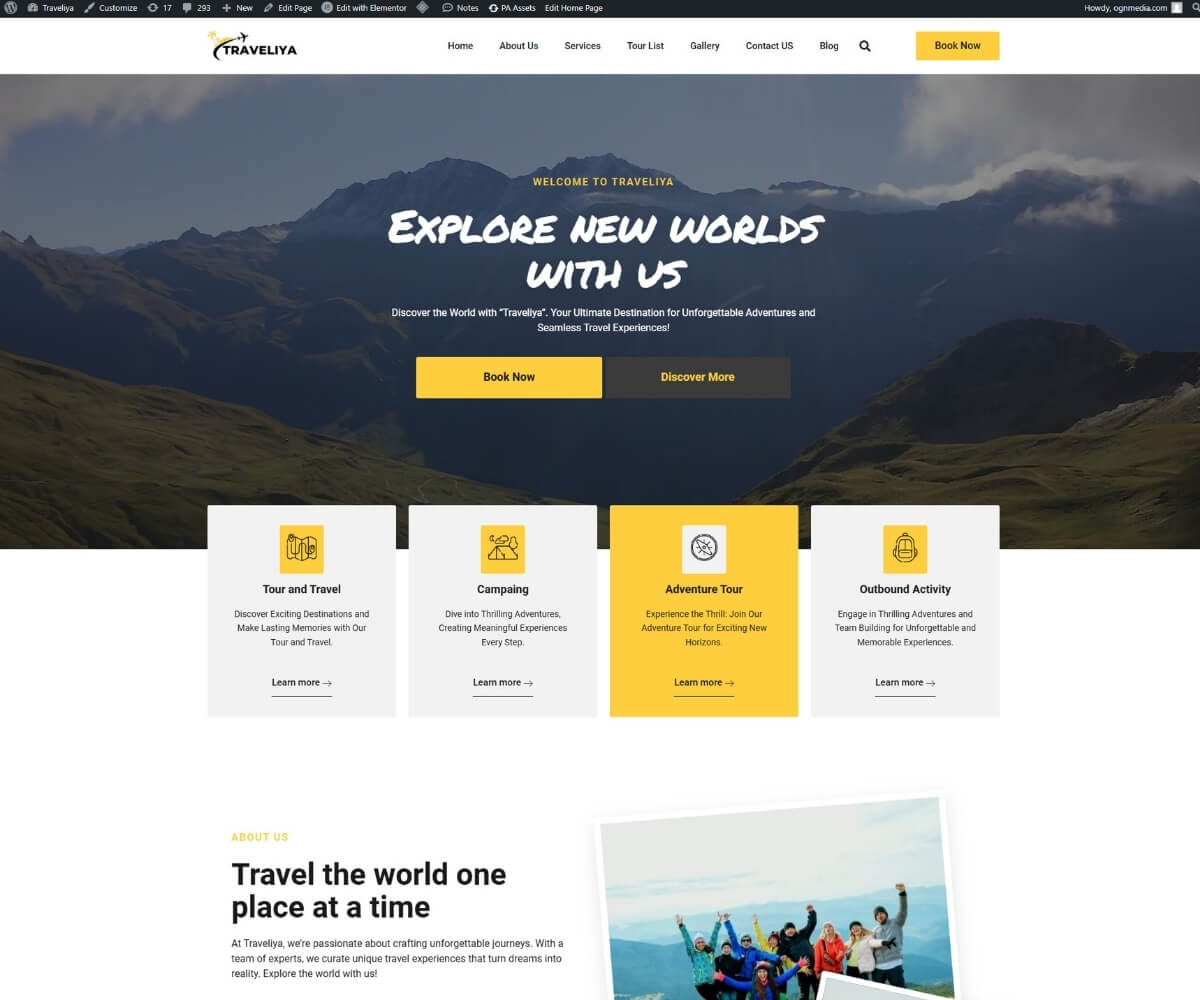 Traveliya Customize 17 293 New Edit Page Edit with Elementor Notes PA Assets Edit Home Page Howdy, ognmedia.com
TRAVELIYA Home About Us Services Tour List Gallery Contact US Blog Book Now
WELCOME TO TRAVELIYA
EXPLORE NEW WORLDS
WITH US
Discover the World with “Traveliya”. Your Ultimate Destination for Unforgettable Adventures and
Seamless Travel Experiences!
Book Now Discover More
Tour and Travel
Discover Exciting Destinations and
Make Lasting Memories with Our
Tour and Travel.
Learn more →
Campaing
Dive into Thrilling Adventures,
Creating Meaningful Experiences
Every Step.
Learn more →
Adventure Tour
Experience the Thrill: Join Our
Adventure Tour for Exciting New
Horizons.
Learn more →
Outbound Activity
Engage in Thrilling Adventures and
Team Building for Unforgettable and
Memorable Experiences.
Learn more →
ABOUT US
Travel the world one
place at a time
At Traveliya, we’re passionate about crafting unforgettable journeys. With a
team of experts, we curate unique travel experiences that turn dreams into
reality. Explore the world with us!